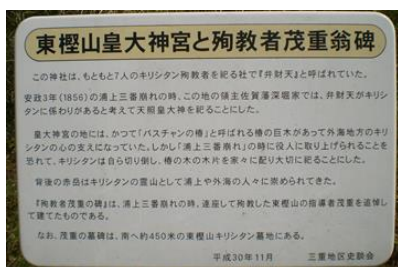 東樫山皇大神宮と殉教者茂重翁碑
この神社は、もともと7人のキリシタン殉教者を祀る社で『弁財天』と呼ばれていた。
安政3年(1856)の浦上三番崩れの時、この地の領主佐賀藩深堀家では、弁財天がキリシ
タンに係わりがあると考えて天照皇大神を祀ることにした。
皇大神宮の地には、かつて「バスチャンの椿」と呼ばれる椿の巨木があって外海地方のキリ
シタンの心の支えになっていた。しかし「浦上三番崩れ」の時に役人に取り上げられることを
恐れて、キリシタンは自ら切り倒し、椿の木の木片を家々に配り大切に祀ることにした。
背後の赤岳はキリシタンの霊山として浦上や外海の人々に崇められてきた。
『殉教者茂重の碑』は、浦上三番崩れの時、連座して殉教した東樫山の指導者茂重を追悼し
て建てたものである。
なお、茂重の墓碑は、南へ約450米の東樫山キリシタン墓地にある。
平成30年11月 三重地区史談会